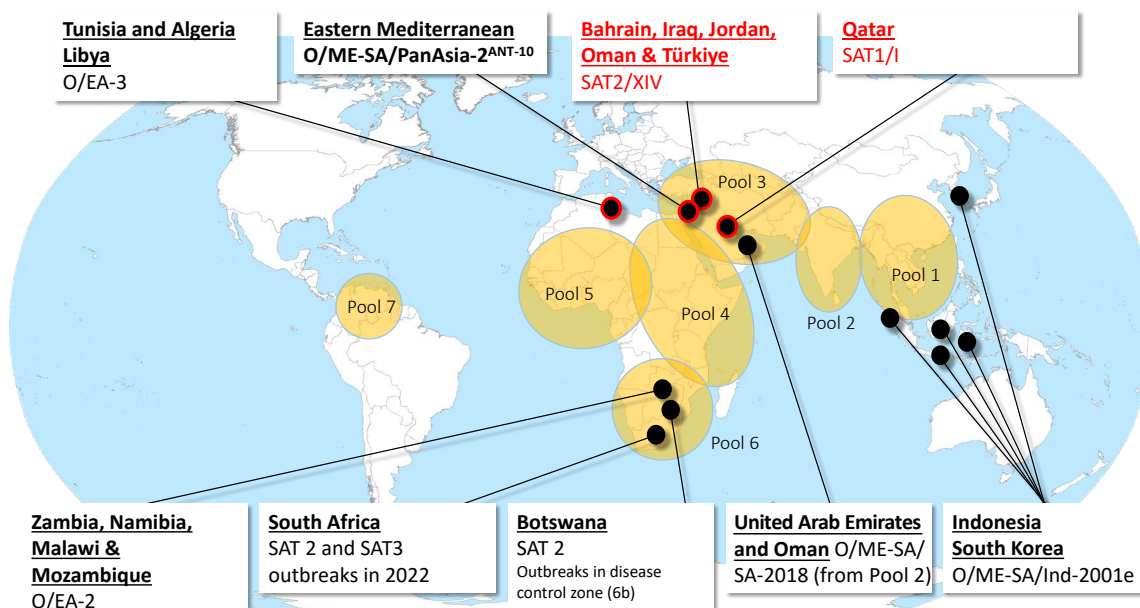 Tunisia and Algeria
Libya
O/EA-3
Eastern Mediterranean
O/ME-SA/PanAsia-2ANT-10
Bahrain, Iraq, Jordan,
Oman & Türkiye
SAT2/XIV
Qatar
SAT1/I
Pool 3
Pool 5
Pool 4
Pool 2
Pool 1
Pool 7
Pool 6
Zambia, Namibia,
Malawi &
Mozambique
O/EA-2
South Africa
SAT 2 and SAT3
outbreaks in 2022
Botswana
SAT 2
Outbreaks in disease
control zone (6b)
United Arab Emirates
and Oman O/ME-SA/
SA-2018 (from Pool 2)
Indonesia
South Korea
O/ME-SA/Ind-2001e